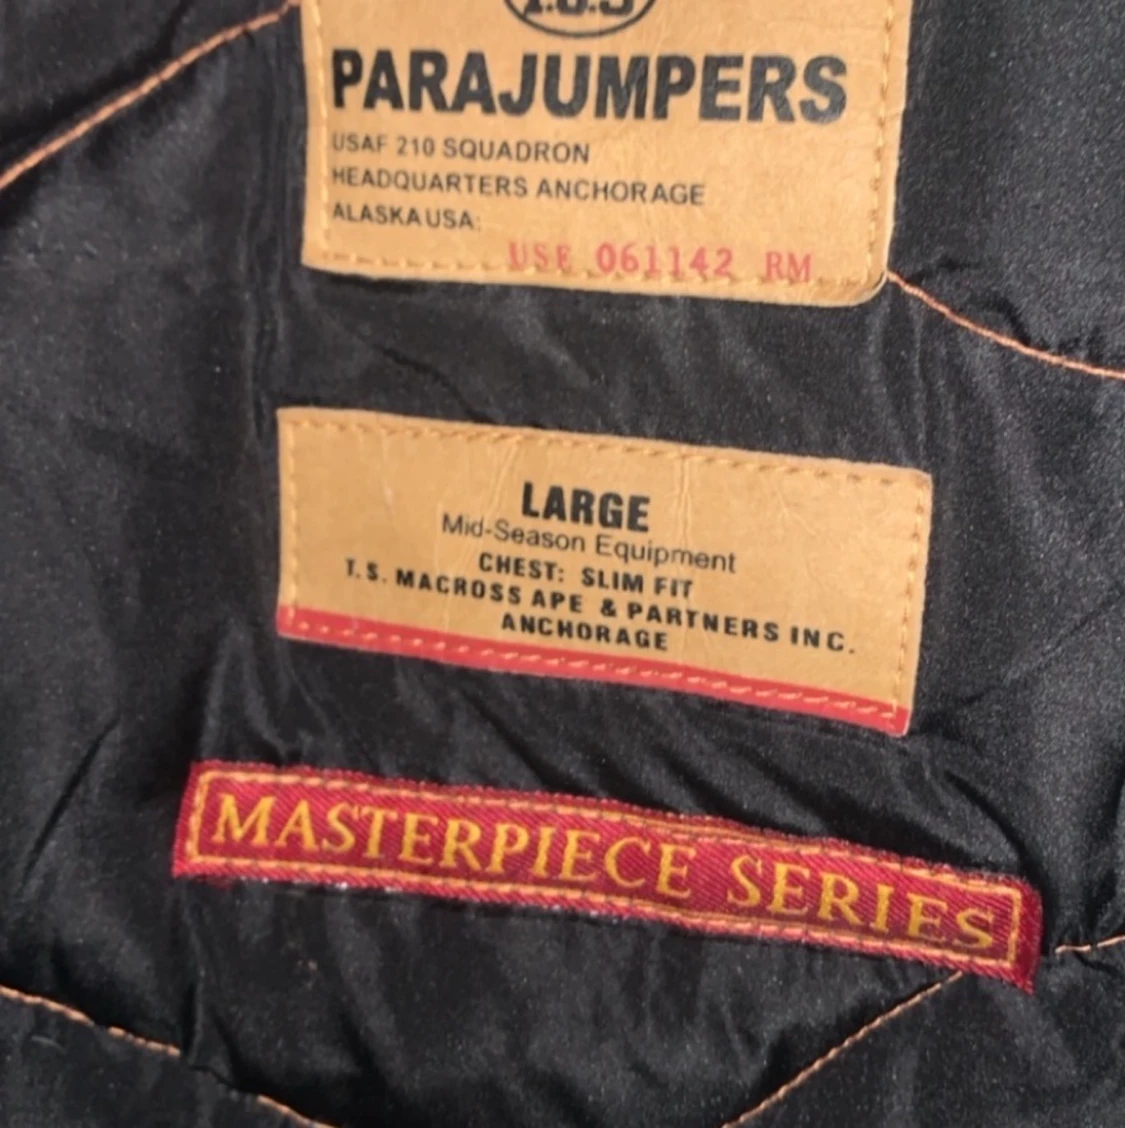 PARAJUMPERS
USAF 210 SQUADRON
HEADQUARTERS ANCHORAGE
ALASKA USA:
USE 061142 RM
LARGE
Mid-Season Equipment
CHEST: SLIM FIT
T.S. MACROSS APE & PARTNERS INC.
ANCHORAGE
MASTERPIECE SERIES